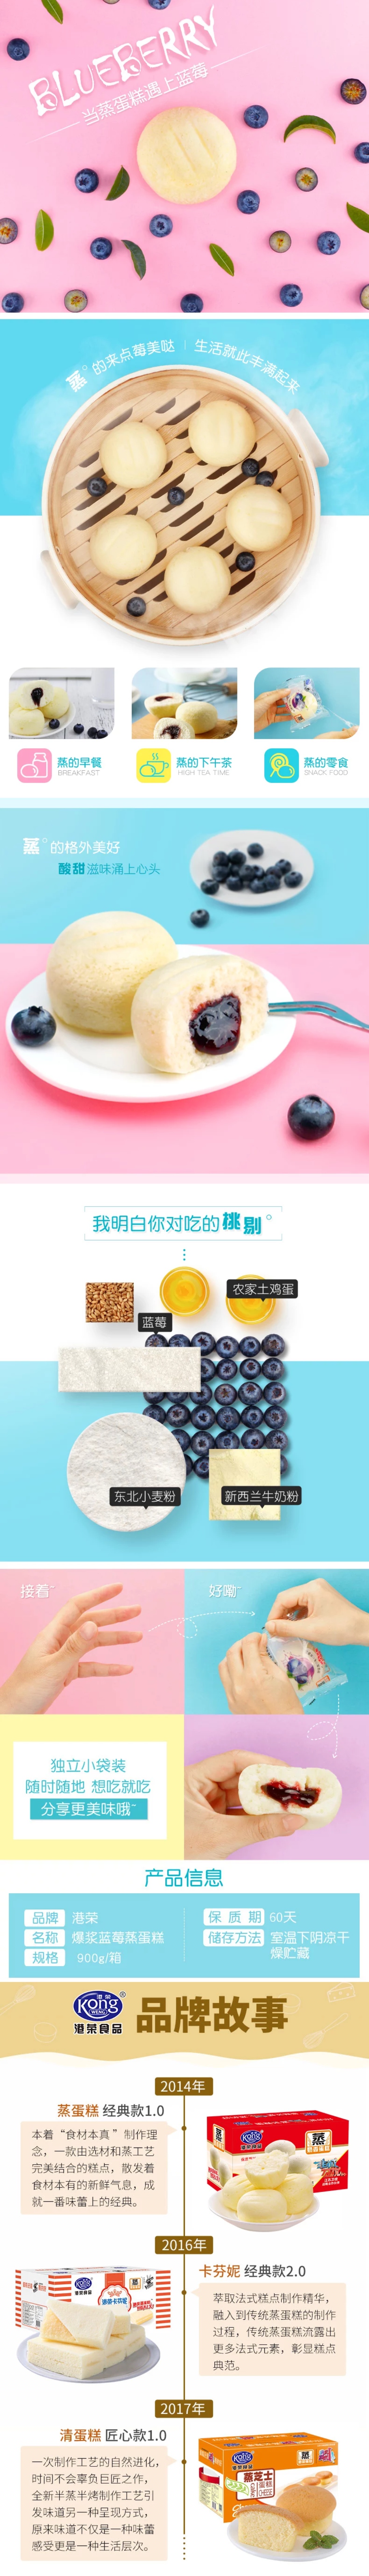 BLUEBERRY
当蒸蛋糕遇上蓝莓
蒸°的来点莓美哒 | 生活就此丰满起来
蒸的早餐
BREAKFAST
蒸的下午茶
HIGH TEA TIME
蒸的零食
SNACK FOOD
蒸°的格外美好
酸甜滋味涌上心头
我明白你对吃的挑剔°
农家土鸡蛋
蓝莓
东北小麦粉
新西兰牛奶粉
接着~
好嘞~
独立小袋装
随时随地 想吃就吃
分享更美味哦~
产品信息
品牌 港荣
名称 爆浆蓝莓蒸蛋糕
规格 900g/箱
保质期 60天
储存方法 室温下阴凉干
燥贮藏
港荣
Kong
WENG
®
港荣食品
品牌故事
2014年
蒸蛋糕 经典款1.0
本着“食材本真”制作理
念，一款由选材和蒸工艺
完美结合的糕点，散发着
食材本有的新鲜气息，成
就一番味蕾上的经典。
2016年
卡芬妮 经典款2.0
萃取法式糕点制作精华，
融入到传统蒸蛋糕的制作
过程，传统蒸蛋糕流露出
更多法式元素，彰显糕点
典范。
2017年
清蛋糕 匠心款1.0
一次制作工艺的自然进化，
时间不会辜负巨匠之作，
全新半蒸半烤制作工艺引
发味道另一种呈现方式，
原来味道不仅是一种味蕾
感受更是一种生活层次。
Kong
蒸
蒸芝士